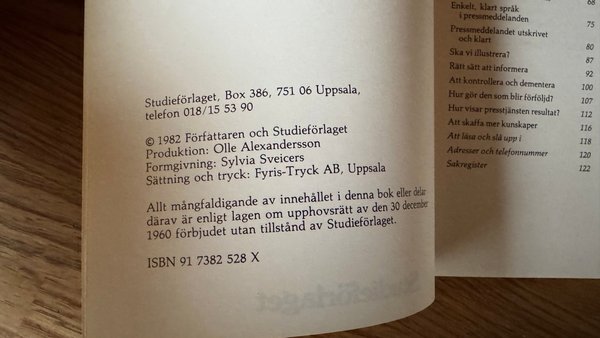 Studieförlaget, Box 386, 751 06 Uppsala,
telefon 018/15 53 90
© 1982 Författaren och Studieförlaget
Produktion: Olle Alexandersson
Formgivning: Sylvia Sveicers
Sättning och tryck: Fyris-Tryck AB, Uppsala
Allt mångfaldigande av innehållet i denna bok eller delar
därav är enligt lagen om upphovsrätt av den 30 december
1960 förbjudet utan tillstånd av Studieförlaget.
ISBN 91 7382 528 X
Studieförlaget
68
Enkelt, klart språk
i pressmeddelanden 75
Pressmeddelandet utskrivet
och klart 80
Ska vi illustrera? 87
Rätt sätt att informera 92
Att kontrollera och dementera 100
Hur gör den som blir förföljd? 107
Hur visar presstjänsten resultat? 112
Att skaffa mer kunskaper 116
Att läsa och slå upp i 118
Adresser och telefonnummer 120
Sakregister 122